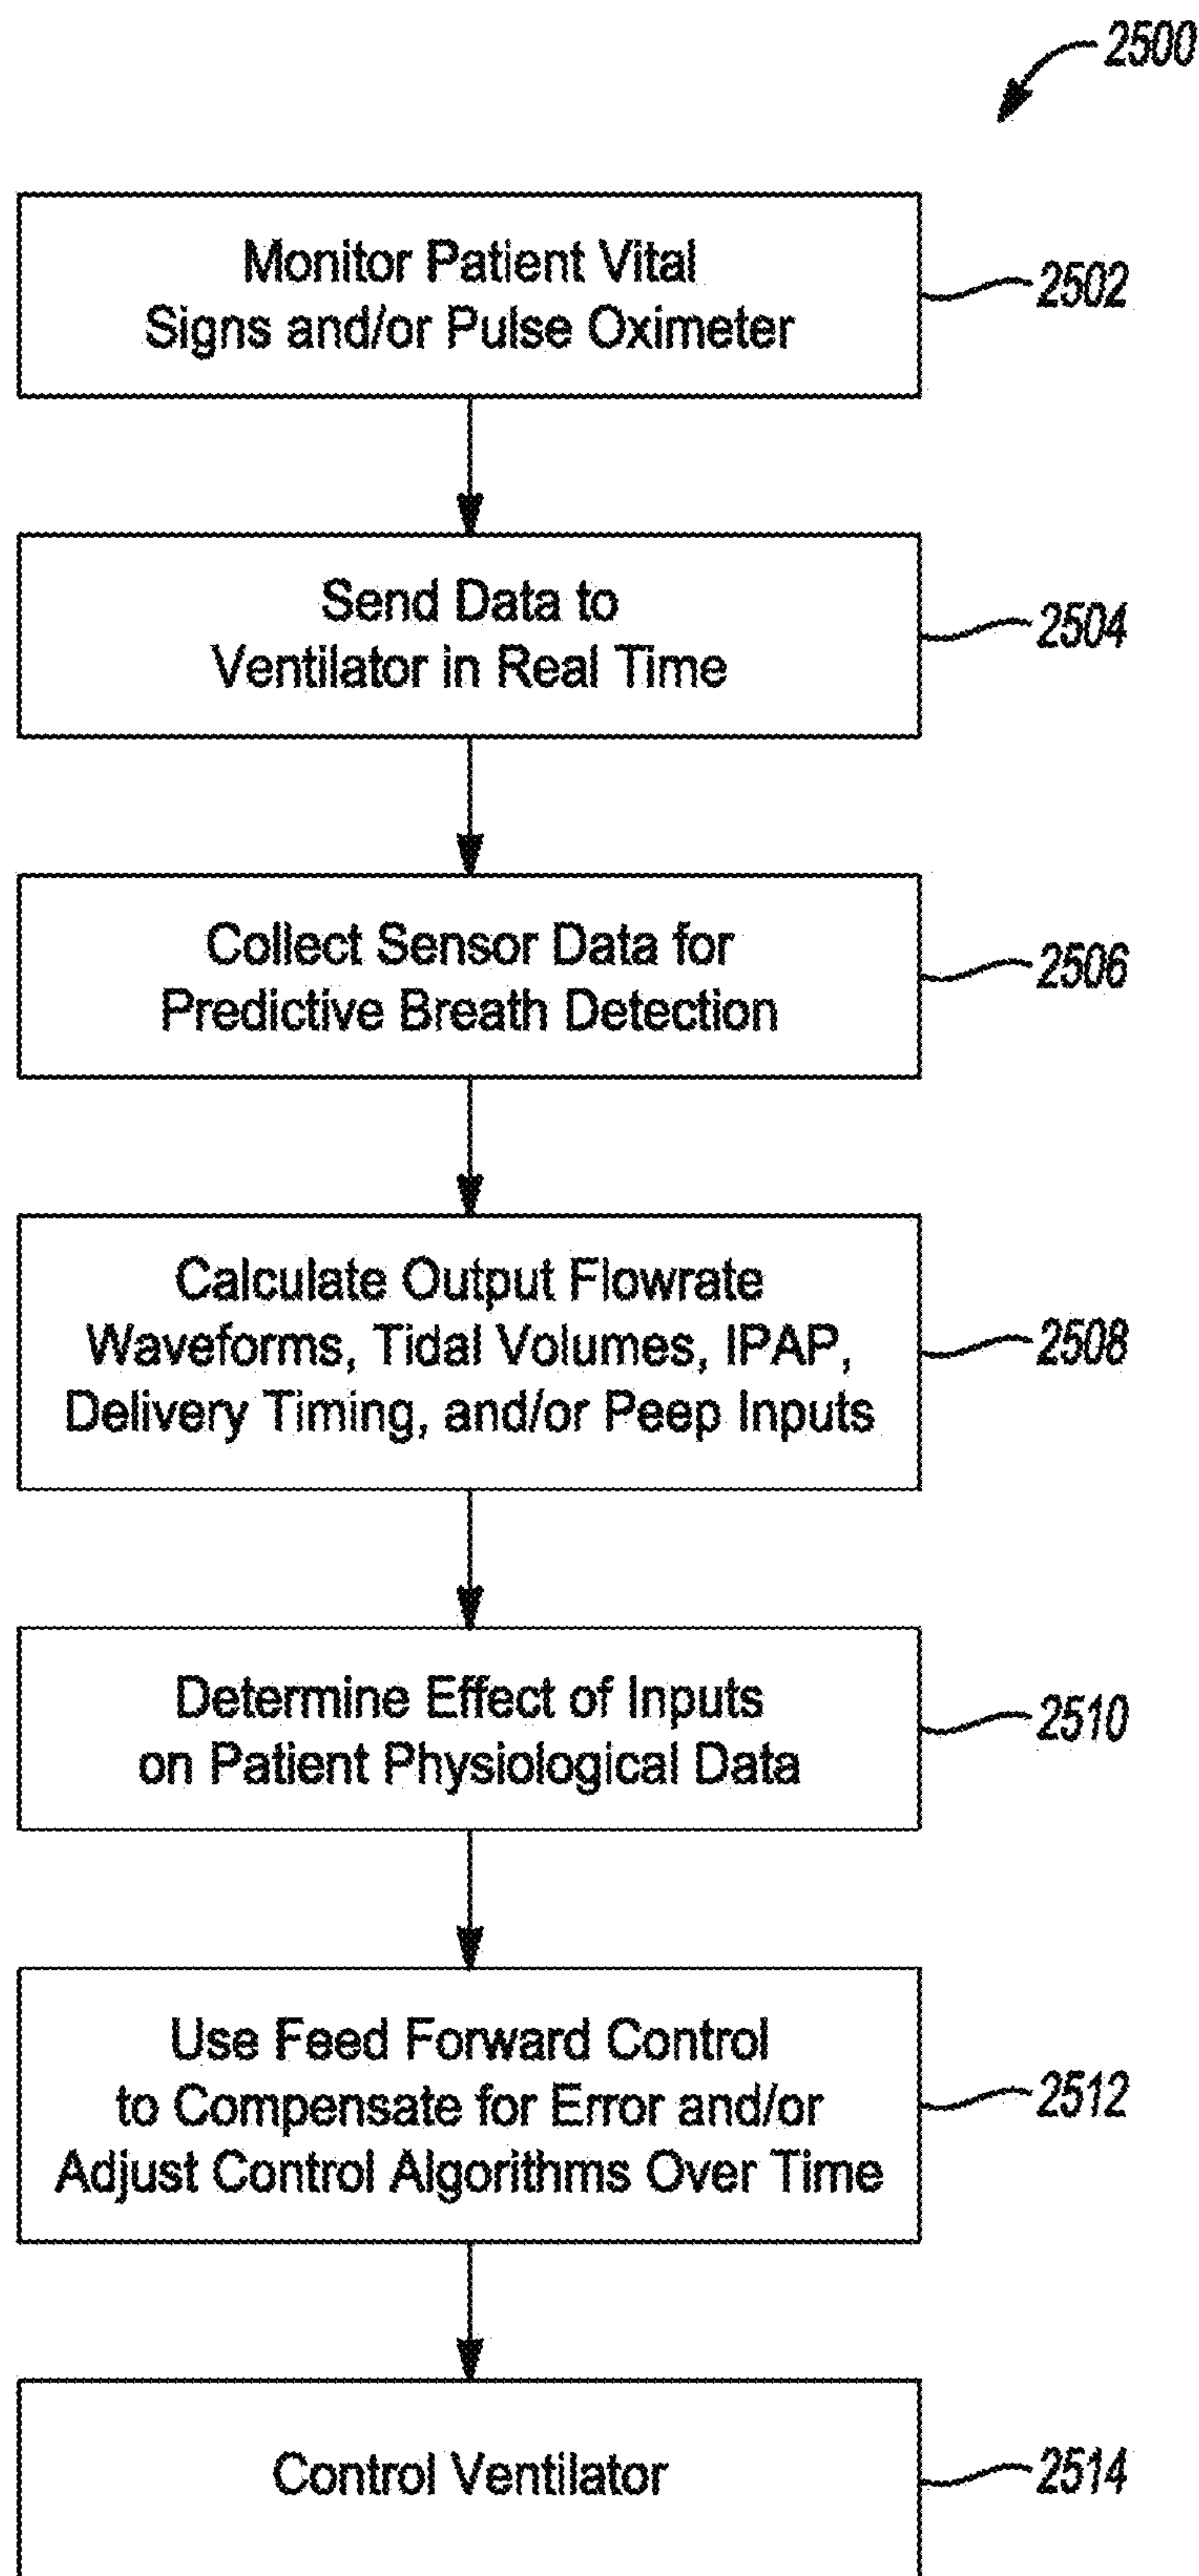 2500
Monitor Patient Vital
Signs and/or Pulse Oximeter
2502
Send Data to
Ventilator in Real Time
2504
Collect Sensor Data for
Predictive Breath Detection
2506
Calculate Output Flowrate
Waveforms, Tidal Volumes, IPAP,
Delivery Timing, and/or Peep Inputs
2508
Determine Effect of Inputs
on Patient Physiological Data
2510
Use Feed Forward Control
to Compensate for Error and/or
Adjust Control Algorithms Over Time
2512
Control Ventilator
2514